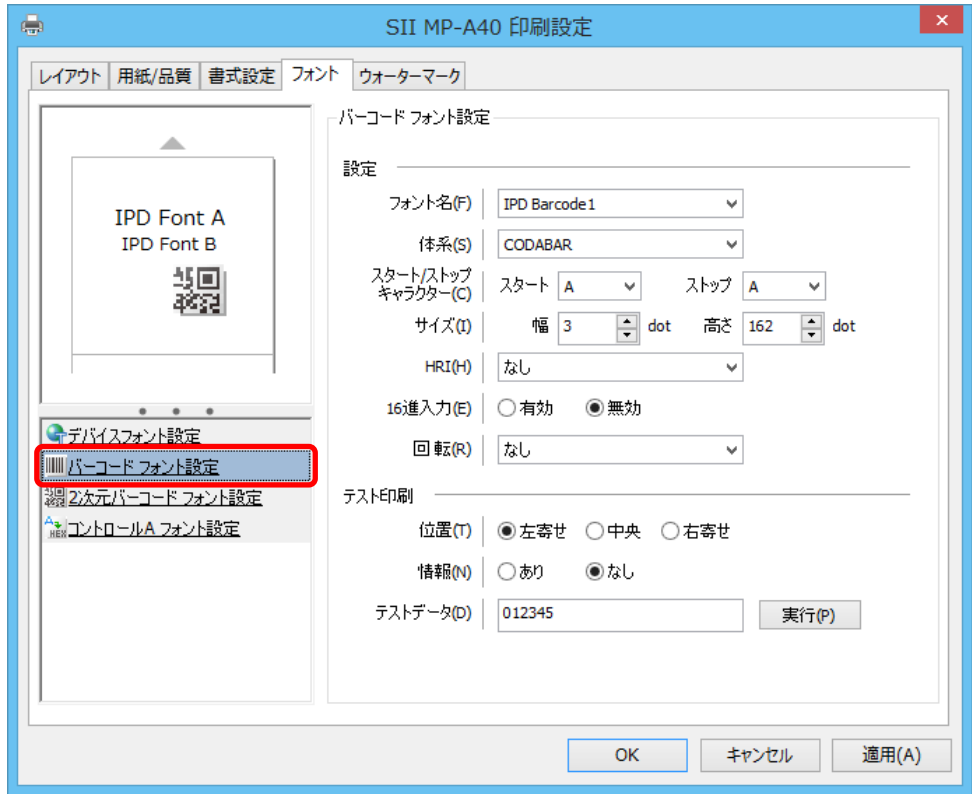 SII MP-A40 印刷設定
レイアウト 用紙/品質 書式設定 フォント ウォーターマーク
IPD Font A
IPD Font B
デバイスフォント設定
バーコード フォント設定
2次元バーコード フォント設定
コントロールA フォント設定
バーコード フォント設定
設定
フォント名(F) IPD Barcode1
体系(S) CODABAR
スタート/ストップ
キャラクター(C) スタート A ストップ A
サイズ(I) 幅 3 dot 高さ 162 dot
HRI(H) なし
16進入力(E) 有効 無効
回転(R) なし
テスト印刷
位置(T) 左寄せ 中央 右寄せ
情報(N) あり なし
テストデータ(D) 012345 実行(P)
OK キャンセル 適用(A)